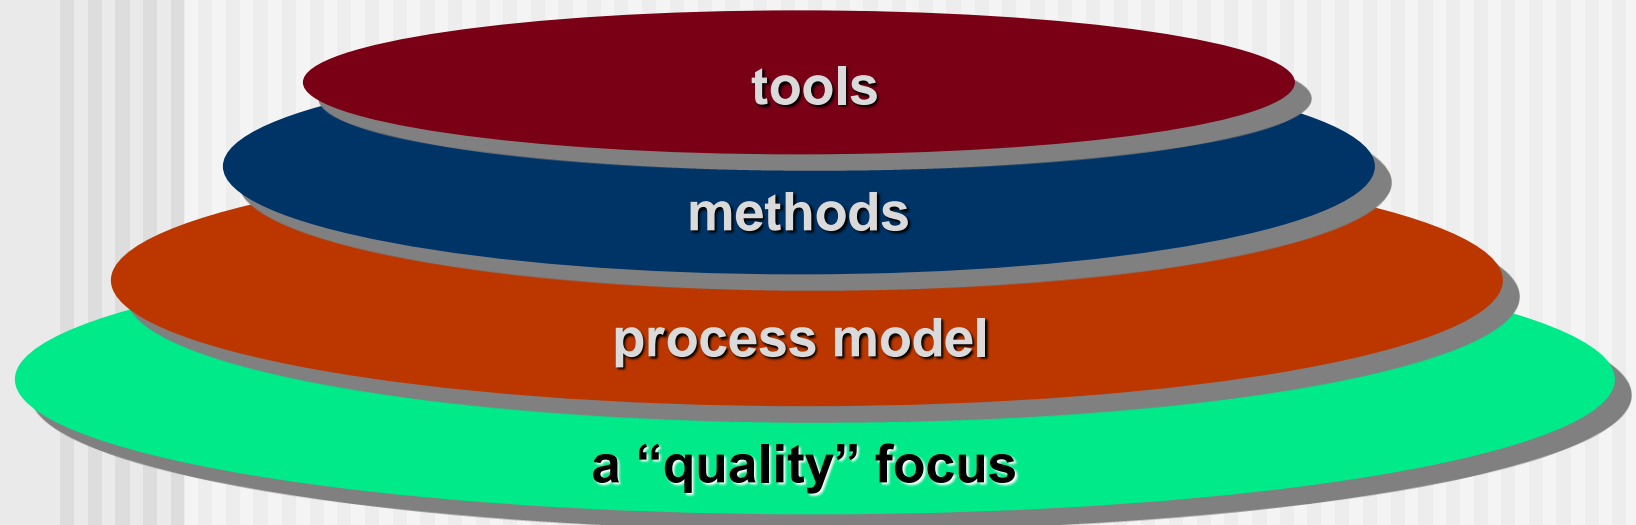 tools
methods
process model
a “quality” focus